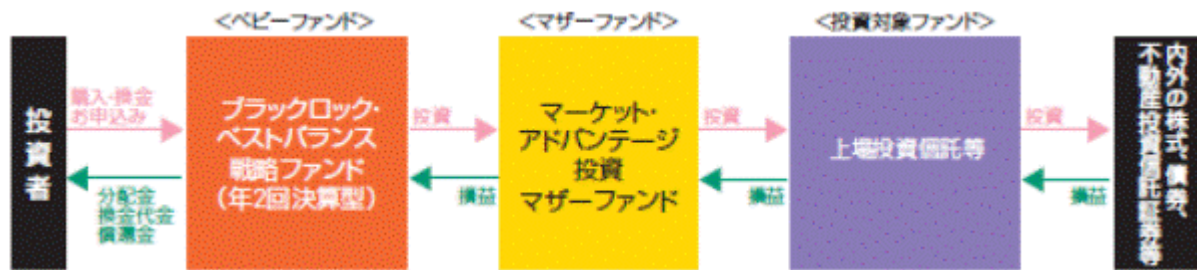 <ベビーファンド>
<マザーファンド>
<投資対象ファンド>
投資者
購入・換金
お申込み
分配金
換金代金
償還金
ブラックロック・
ベストバランス
戦略ファンド
（年2回決算型）
投資
損益
マーケット・
アドバンテージ
投資
マザーファンド
投資
損益
上場投資信託等
投資
損益
内外の株式、債券、
不動産投資信託証券等